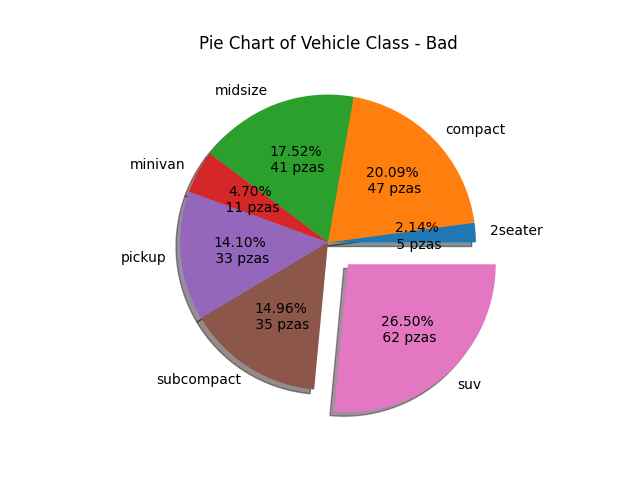 Pie Chart of Vehicle Class - Bad
midsize
compact
17.52%
41 pzas
20.09%
47 pzas
minivan
4.70%
11 pzas
2.14%
5 pzas
2seater
pickup
14.10%
33 pzas
14.96%
35 pzas
26.50%
62 pzas
subcompact
suv